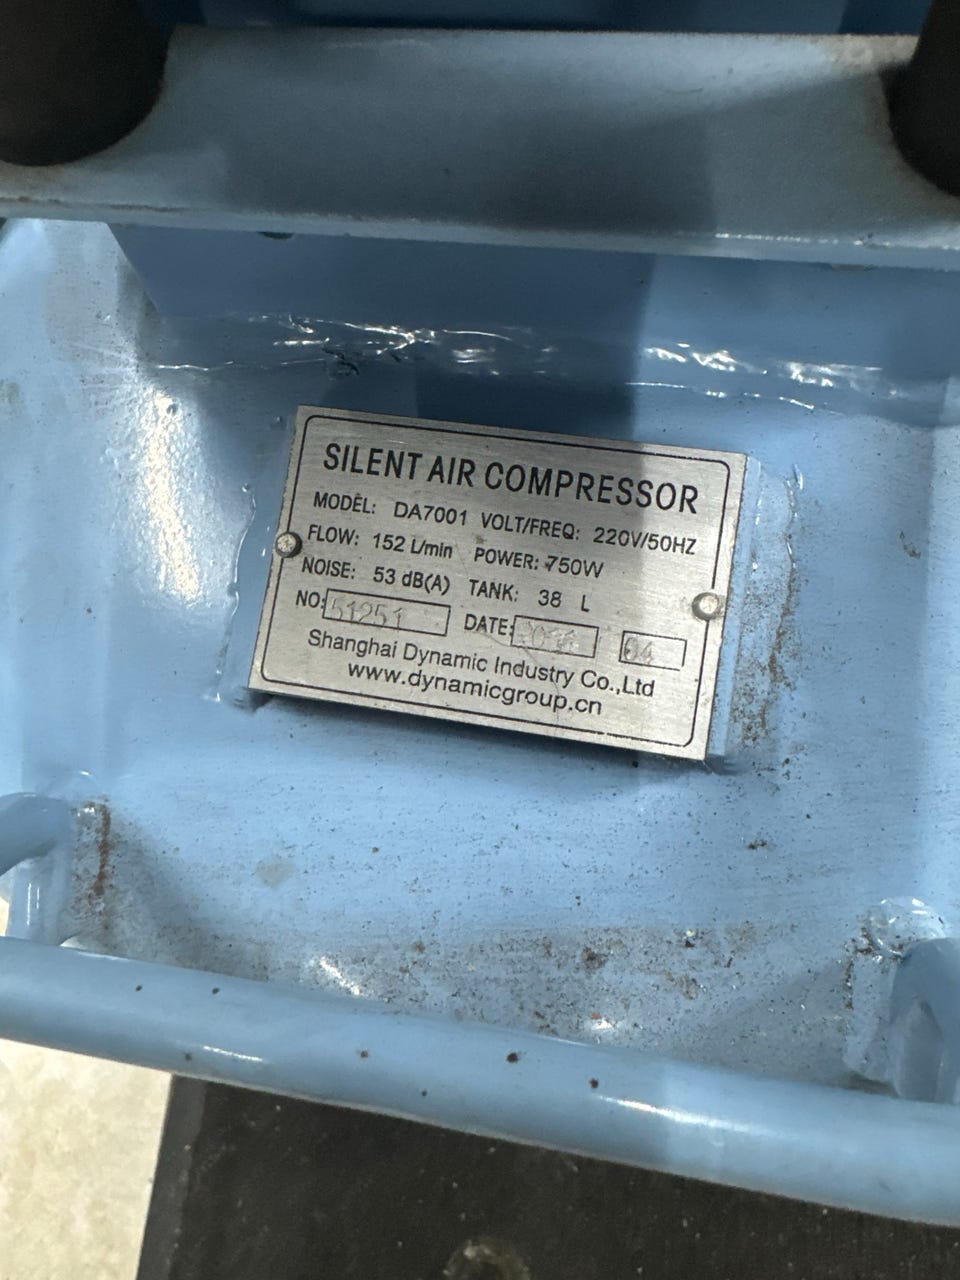 SILENT AIR COMPRESSOR
MODEL: DA7001 VOLT/FREQ: 220V/50HZ
FLOW: 152 L/min POWER: 750W
NOISE: 53 dB(A) TANK: 38 L
NO: 51251 DATE: 04
Shanghai Dynamic Industry Co.,Ltd
www.dynamicgroup.cn